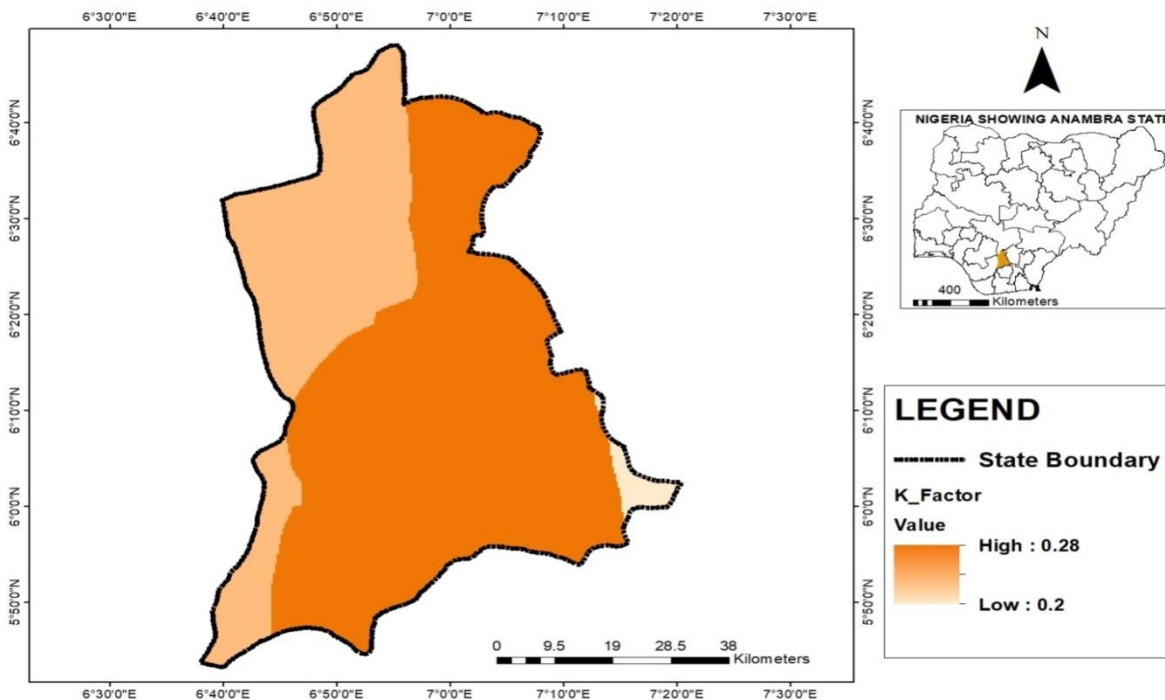 6°40'0"E 6°50'0"E 7°0'0"E 7°10'0"E 7°20'0"E 7°30'0"E
6°40'0"N
6°30'0"N
6°20'0"N
6°10'0"N
6°0'0"N
5°50'0"N
6°40'0"N
6°30'0"N
6°20'0"N
6°10'0"N
6°0'0"N
5°50'0"N
0 9.5 19 28.5 38
Kilometers
6°30'0"E 6°40'0"E 6°50'0"E 7°0'0"E 7°10'0"E 7°20'0"E 7°30'0"E
N
NIGERIA SHOWING ANAMBRA STATE
400
Kilometers
LEGEND
State Boundary
K_Factor
Value
High : 0.28
Low : 0.2